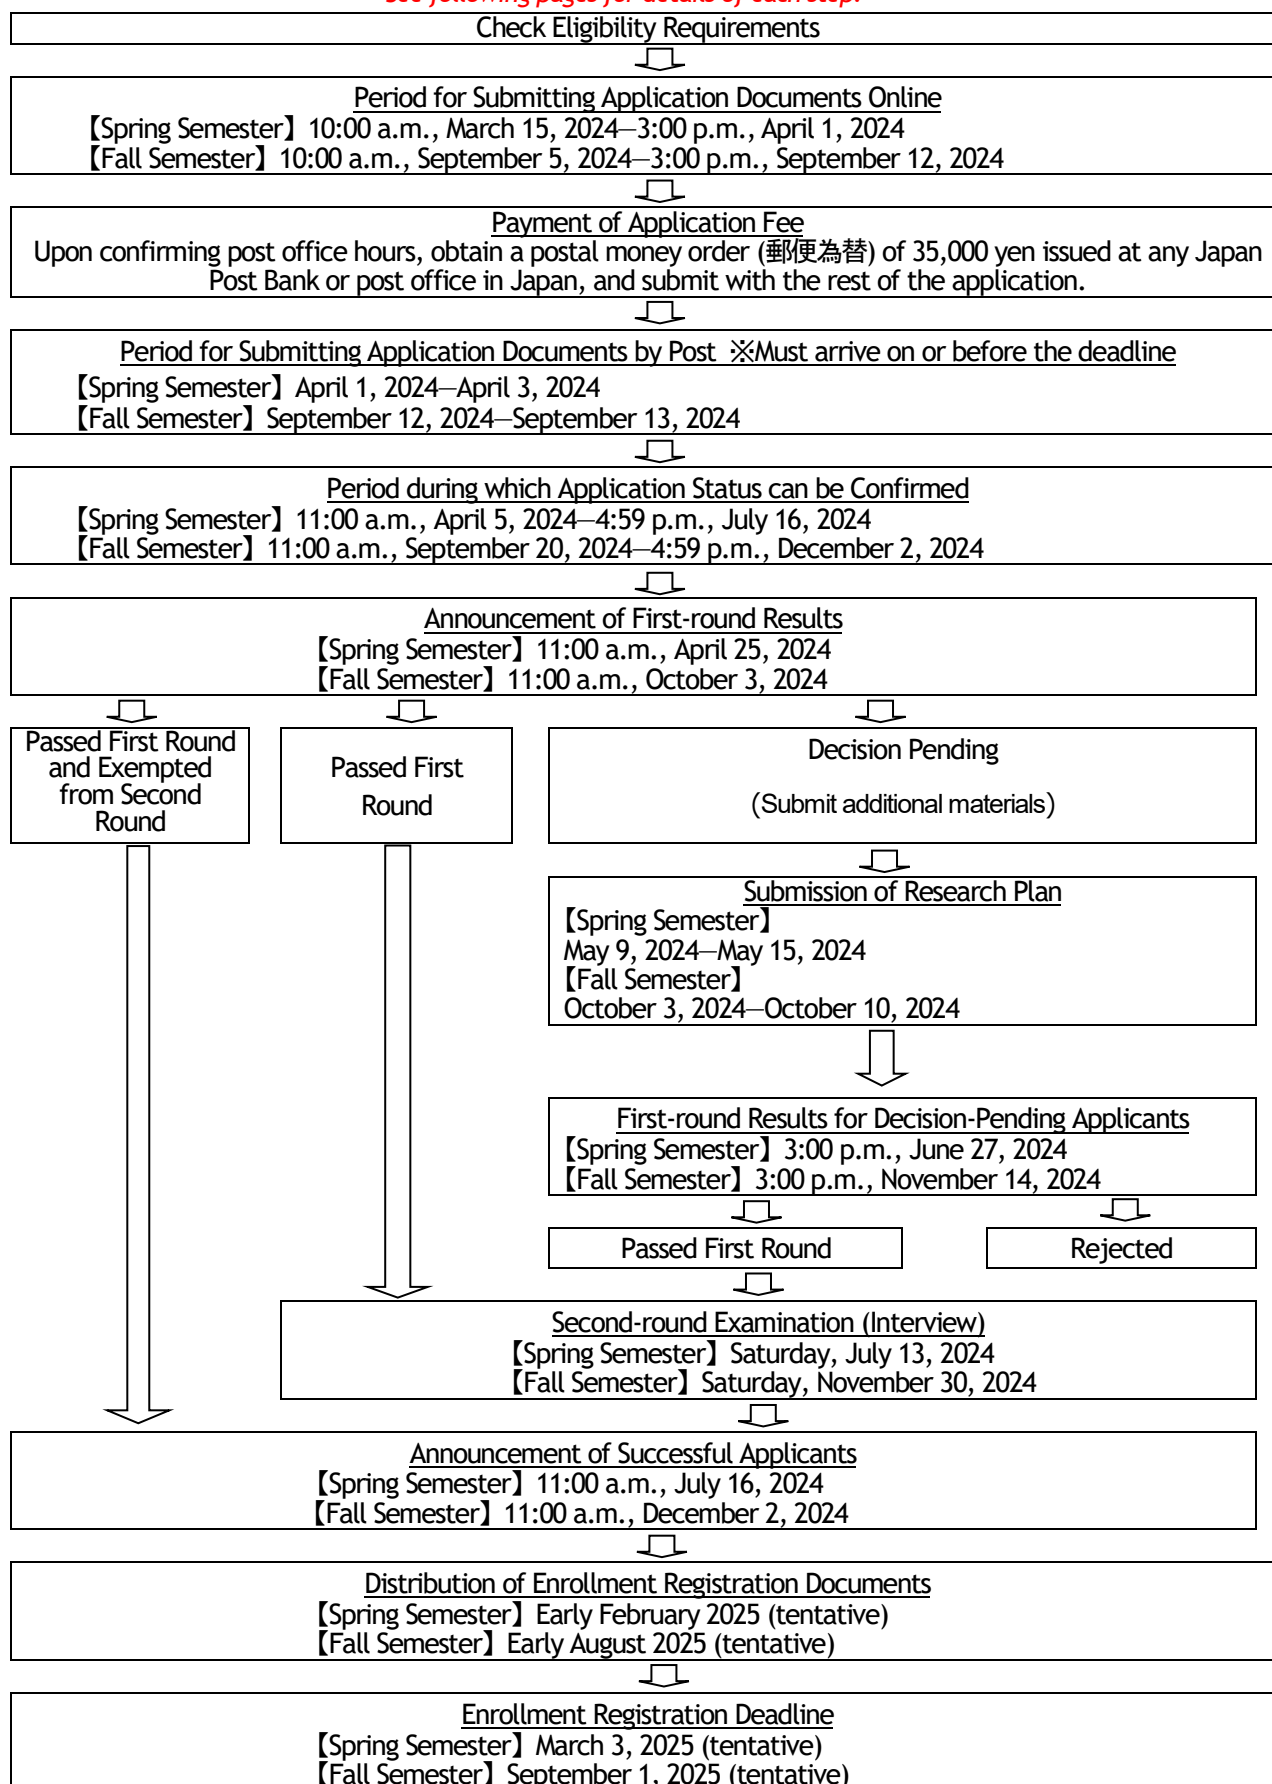 See following pages for details of each step.
Check Eligibility Requirements
Period for Submitting Application Documents Online
【Spring Semester】10:00 a.m., March 15, 2024—3:00 p.m., April 1, 2024
【Fall Semester】10:00 a.m., September 5, 2024—3:00 p.m., September 12, 2024
Payment of Application Fee
Upon confirming post office hours, obtain a postal money order (郵便為替) of 35,000 yen issued at any Japan
Post Bank or post office in Japan, and submit with the rest of the application.
Period for Submitting Application Documents by Post ※Must arrive on or before the deadline
【Spring Semester】April 1, 2024—April 3, 2024
【Fall Semester】September 12, 2024—September 13, 2024
Period during which Application Status can be Confirmed
【Spring Semester】11:00 a.m., April 5, 2024—4:59 p.m., July 16, 2024
【Fall Semester】11:00 a.m., September 20, 2024—4:59 p.m., December 2, 2024
Announcement of First-round Results
【Spring Semester】11:00 a.m., April 25, 2024
【Fall Semester】11:00 a.m., October 3, 2024
Passed First Round
and Exempted
from Second
Round
Passed First
Round
Decision Pending
(Submit additional materials)
Submission of Research Plan
【Spring Semester】
May 9, 2024—May 15, 2024
【Fall Semester】
October 3, 2024—October 10, 2024
First-round Results for Decision-Pending Applicants
【Spring Semester】3:00 p.m., June 27, 2024
【Fall Semester】3:00 p.m., November 14, 2024
Passed First Round
Rejected
Second-round Examination (Interview)
【Spring Semester】Saturday, July 13, 2024
【Fall Semester】Saturday, November 30, 2024
Announcement of Successful Applicants
【Spring Semester】11:00 a.m., July 16, 2024
【Fall Semester】11:00 a.m., December 2, 2024
Distribution of Enrollment Registration Documents
【Spring Semester】Early February 2025 (tentative)
【Fall Semester】Early August 2025 (tentative)
Enrollment Registration Deadline
【Spring Semester】March 3, 2025 (tentative)
【Fall Semester】September 1, 2025 (tentative)